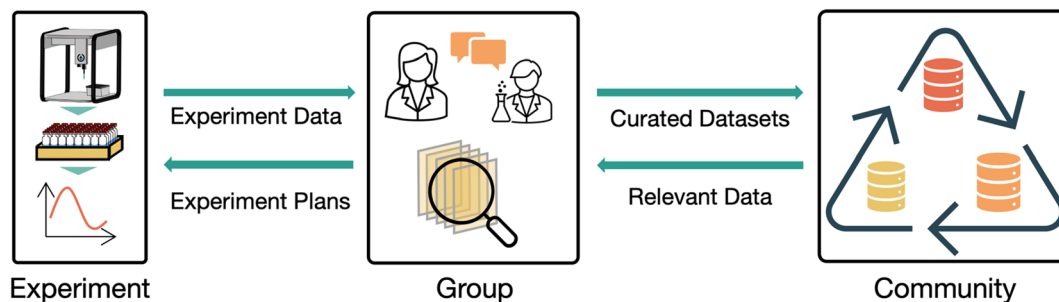 Experiment Data
Experiment Plans
Curated Datasets
Relevant Data
Experiment
Group
Community